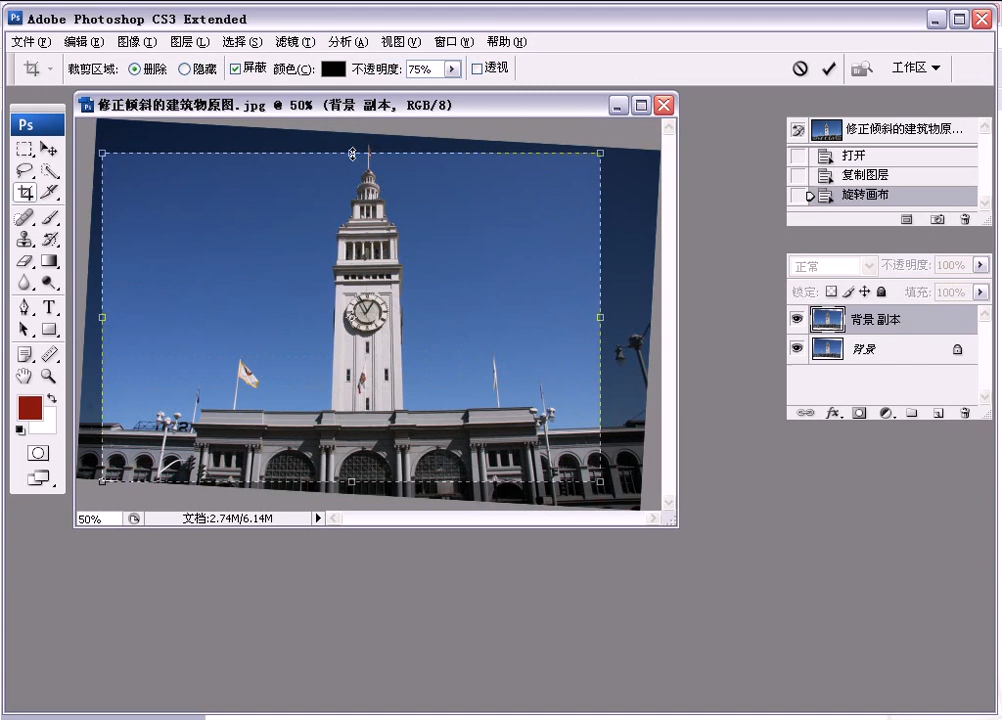 Ps Adobe Photoshop CS3 Extended
文件(F) 编辑(E) 图像(I) 图层(L) 选择(S) 滤镜(T) 分析(A) 视图(V) 窗口(W) 帮助(H)
裁剪区域: 删除 隐藏 屏蔽 颜色(C): 不透明度: 75% 透视 工作区
修正倾斜的建筑物原图.jpg @ 50% (背景 副本, RGB/8)
Ps
50% 文档:2.74M/6.14M
修正倾斜的建筑物原...
打开
复制图层
旋转画布
正常 不透明度: 100%
锁定: 填充: 100%
背景 副本
背景